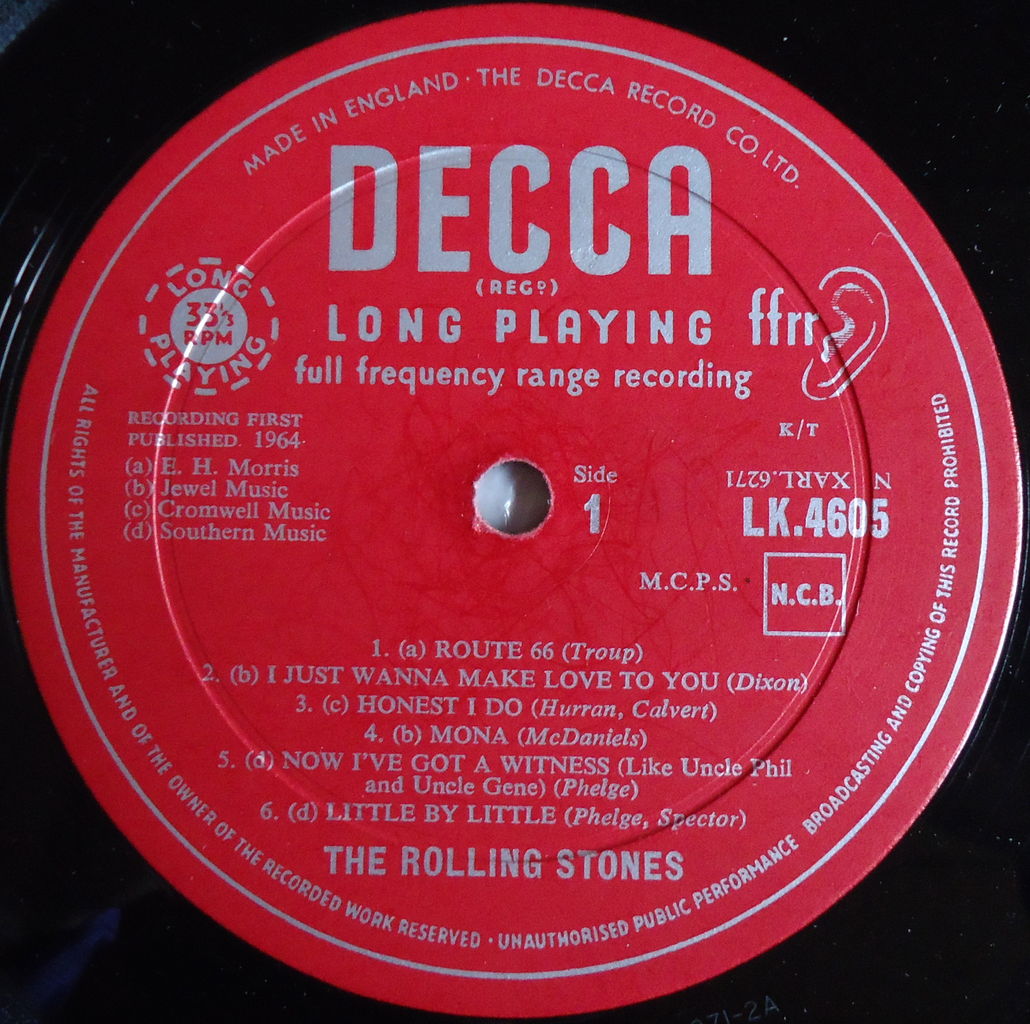 MADE IN ENGLAND · THE DECCA RECORD CO. LTD.
DECCA
(REGD)
LONG PLAYING
33⅓
RPM
LONG PLAYING
ffrr
full frequency range recording
RECORDING FIRST
PUBLISHED 1964
(a) E. H. Morris
(b) Jewel Music
(c) Cromwell Music
(d) Southern Music
Side
1
K/T
N XARL.6271
LK.4605
M.C.P.S.
N.C.B.
1. (a) ROUTE 66 (Troup)
2. (b) I JUST WANNA MAKE LOVE TO YOU (Dixon)
3. (c) HONEST I DO (Hurran, Calvert)
4. (b) MONA (McDaniels)
5. (d) NOW I'VE GOT A WITNESS (Like Uncle Phil
and Uncle Gene) (Phelge)
6. (d) LITTLE BY LITTLE (Phelge, Spector)
THE ROLLING STONES
ALL RIGHTS OF THE MANUFACTURER AND OF THE OWNER OF THE RECORDED WORK RESERVED · UNAUTHORISED PUBLIC PERFORMANCE BROADCASTING AND COPYING OF THIS RECORD PROHIBITED
271-2A